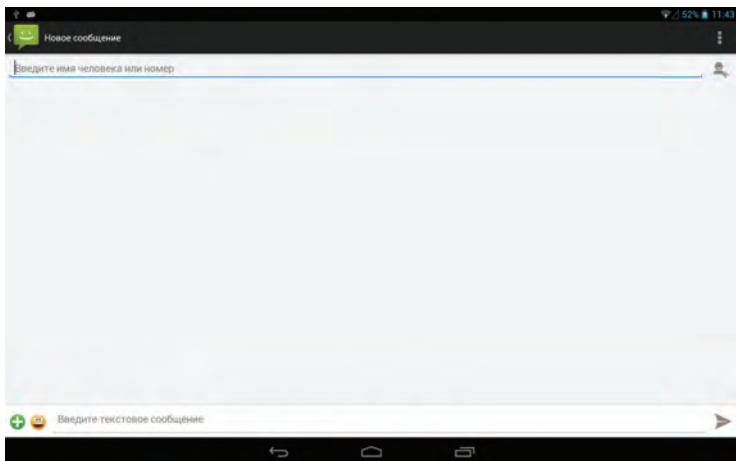 52% 11:43
Новое сообщение
Введите имя человека или номер
Введите текстовое сообщение